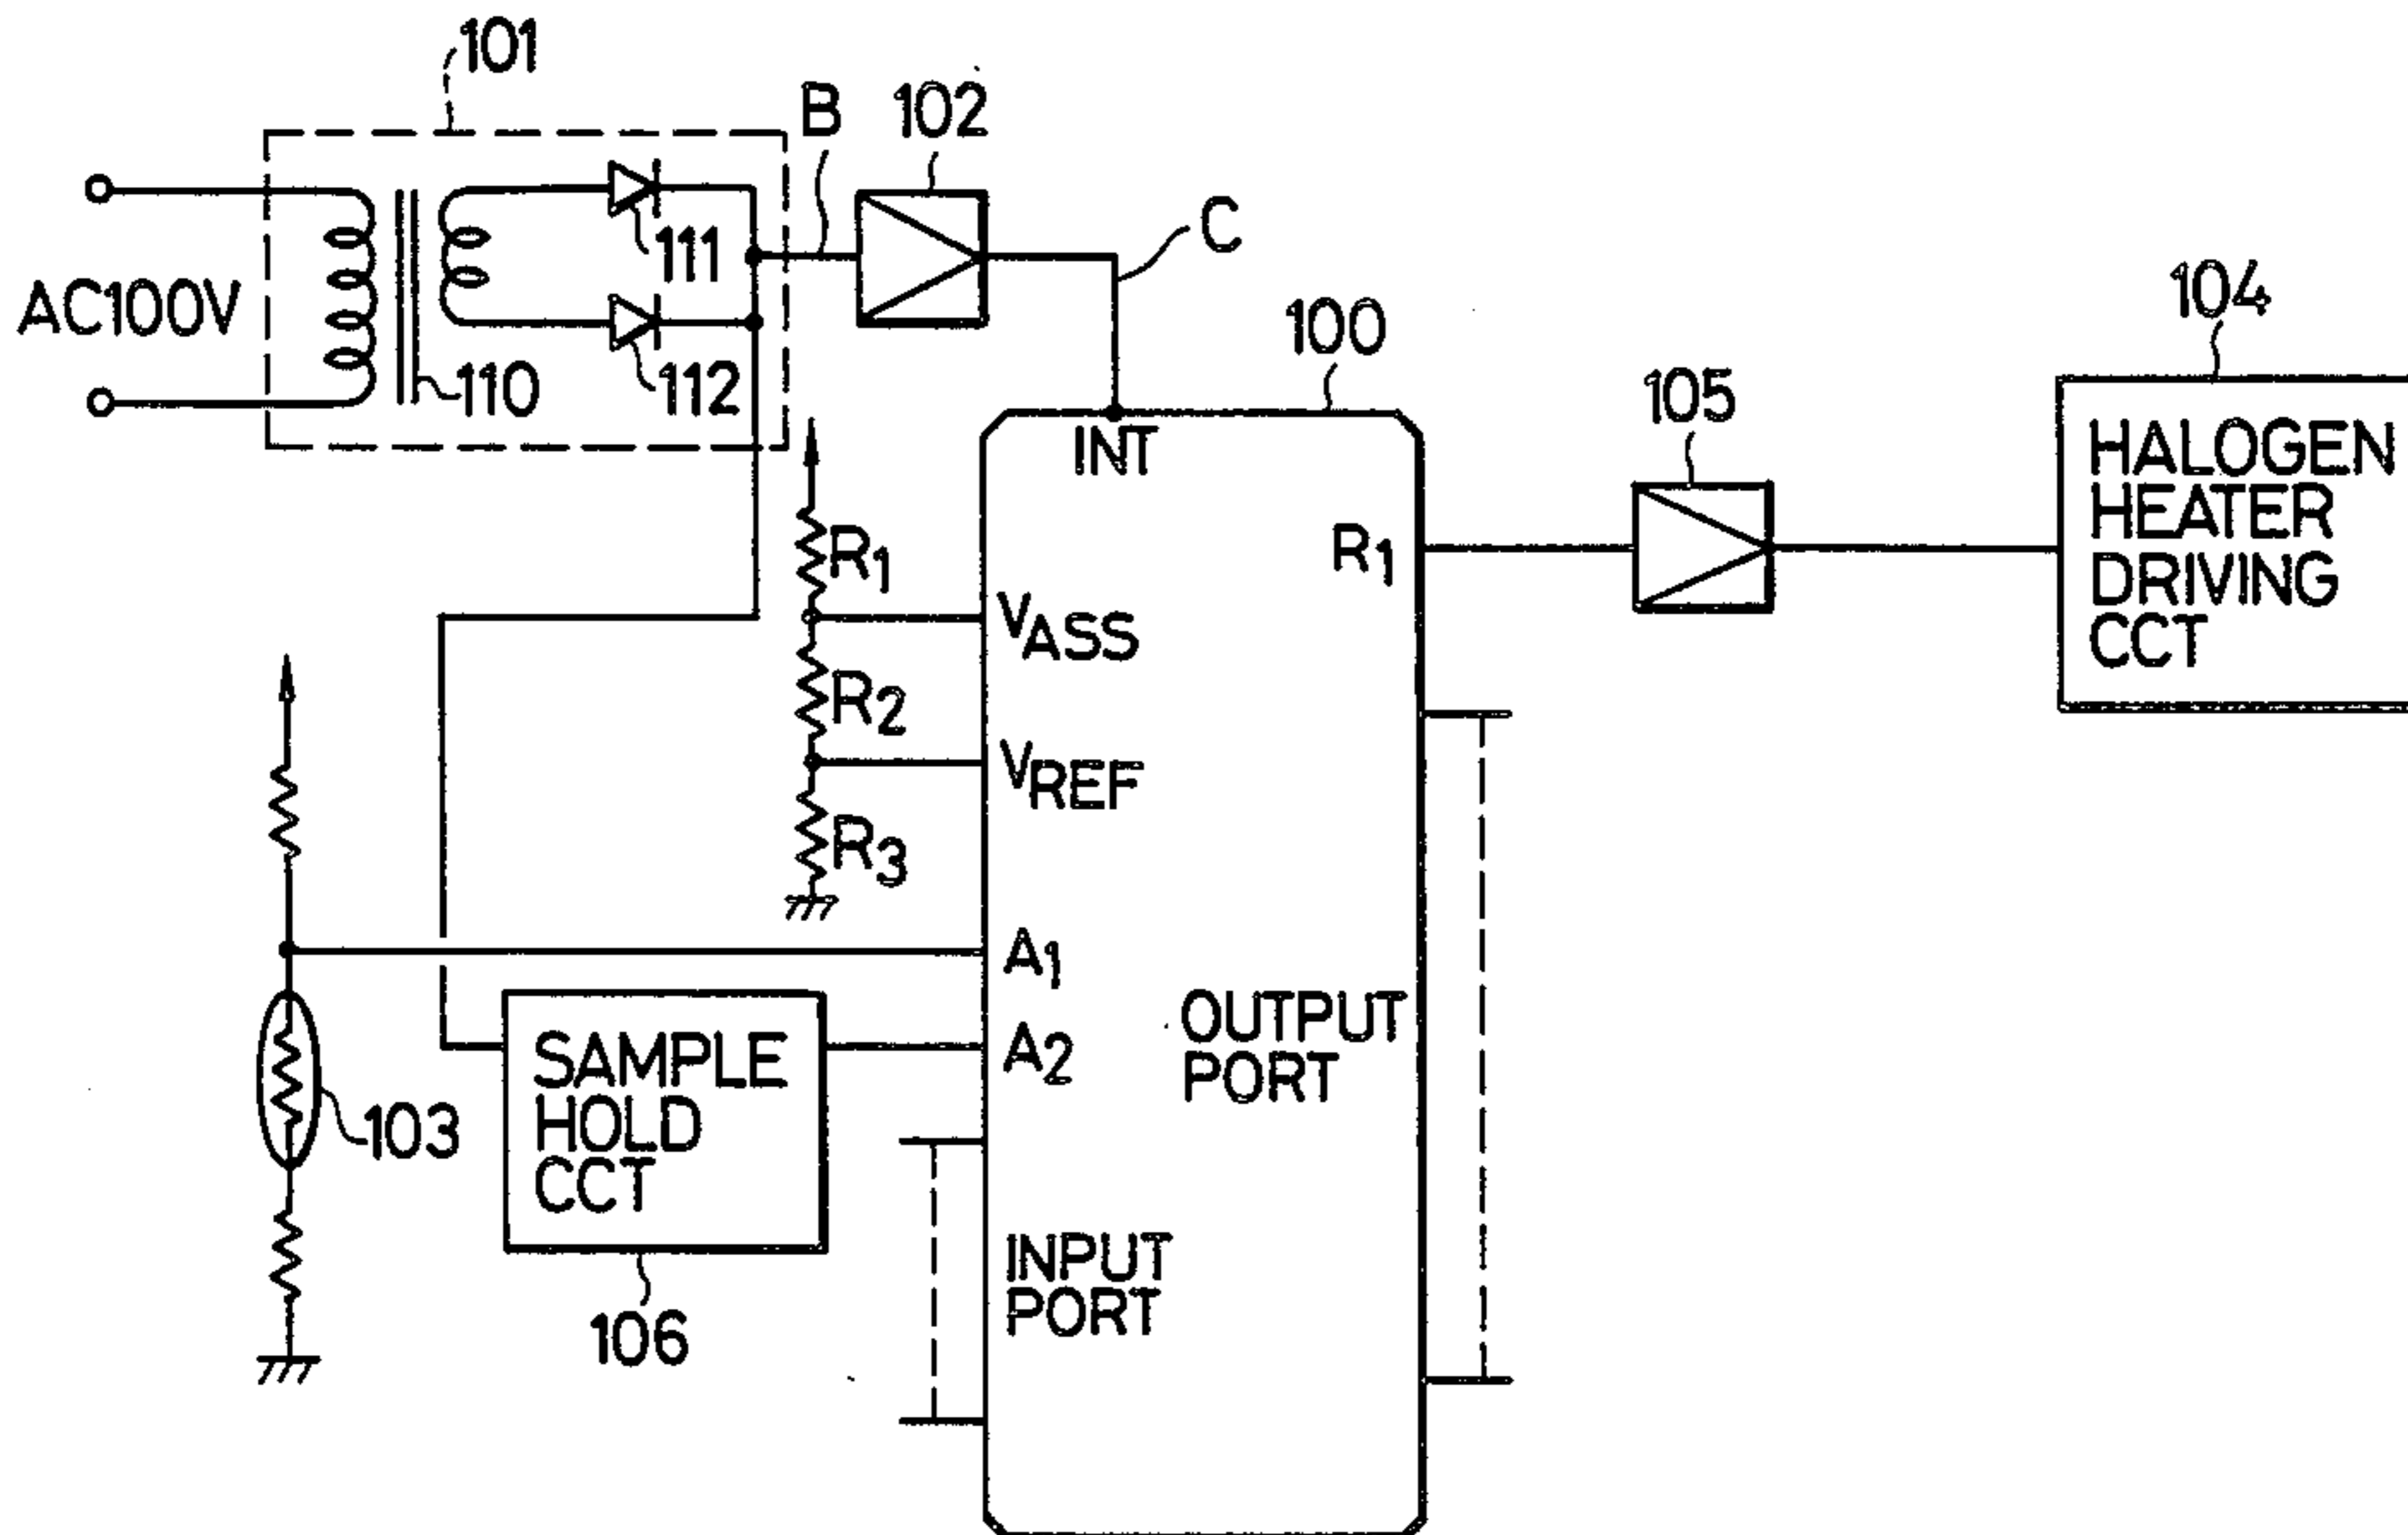 101
B
102
C
111
AC100V
110
112
100
104
105
INT
HALOGEN
HEATER
DRIVING
CCT
R1
R1
VASS
R2
VREF
R3
A1
A2
OUTPUT
PORT
SAMPLE
HOLD
CCT
103
INPUT
PORT
106